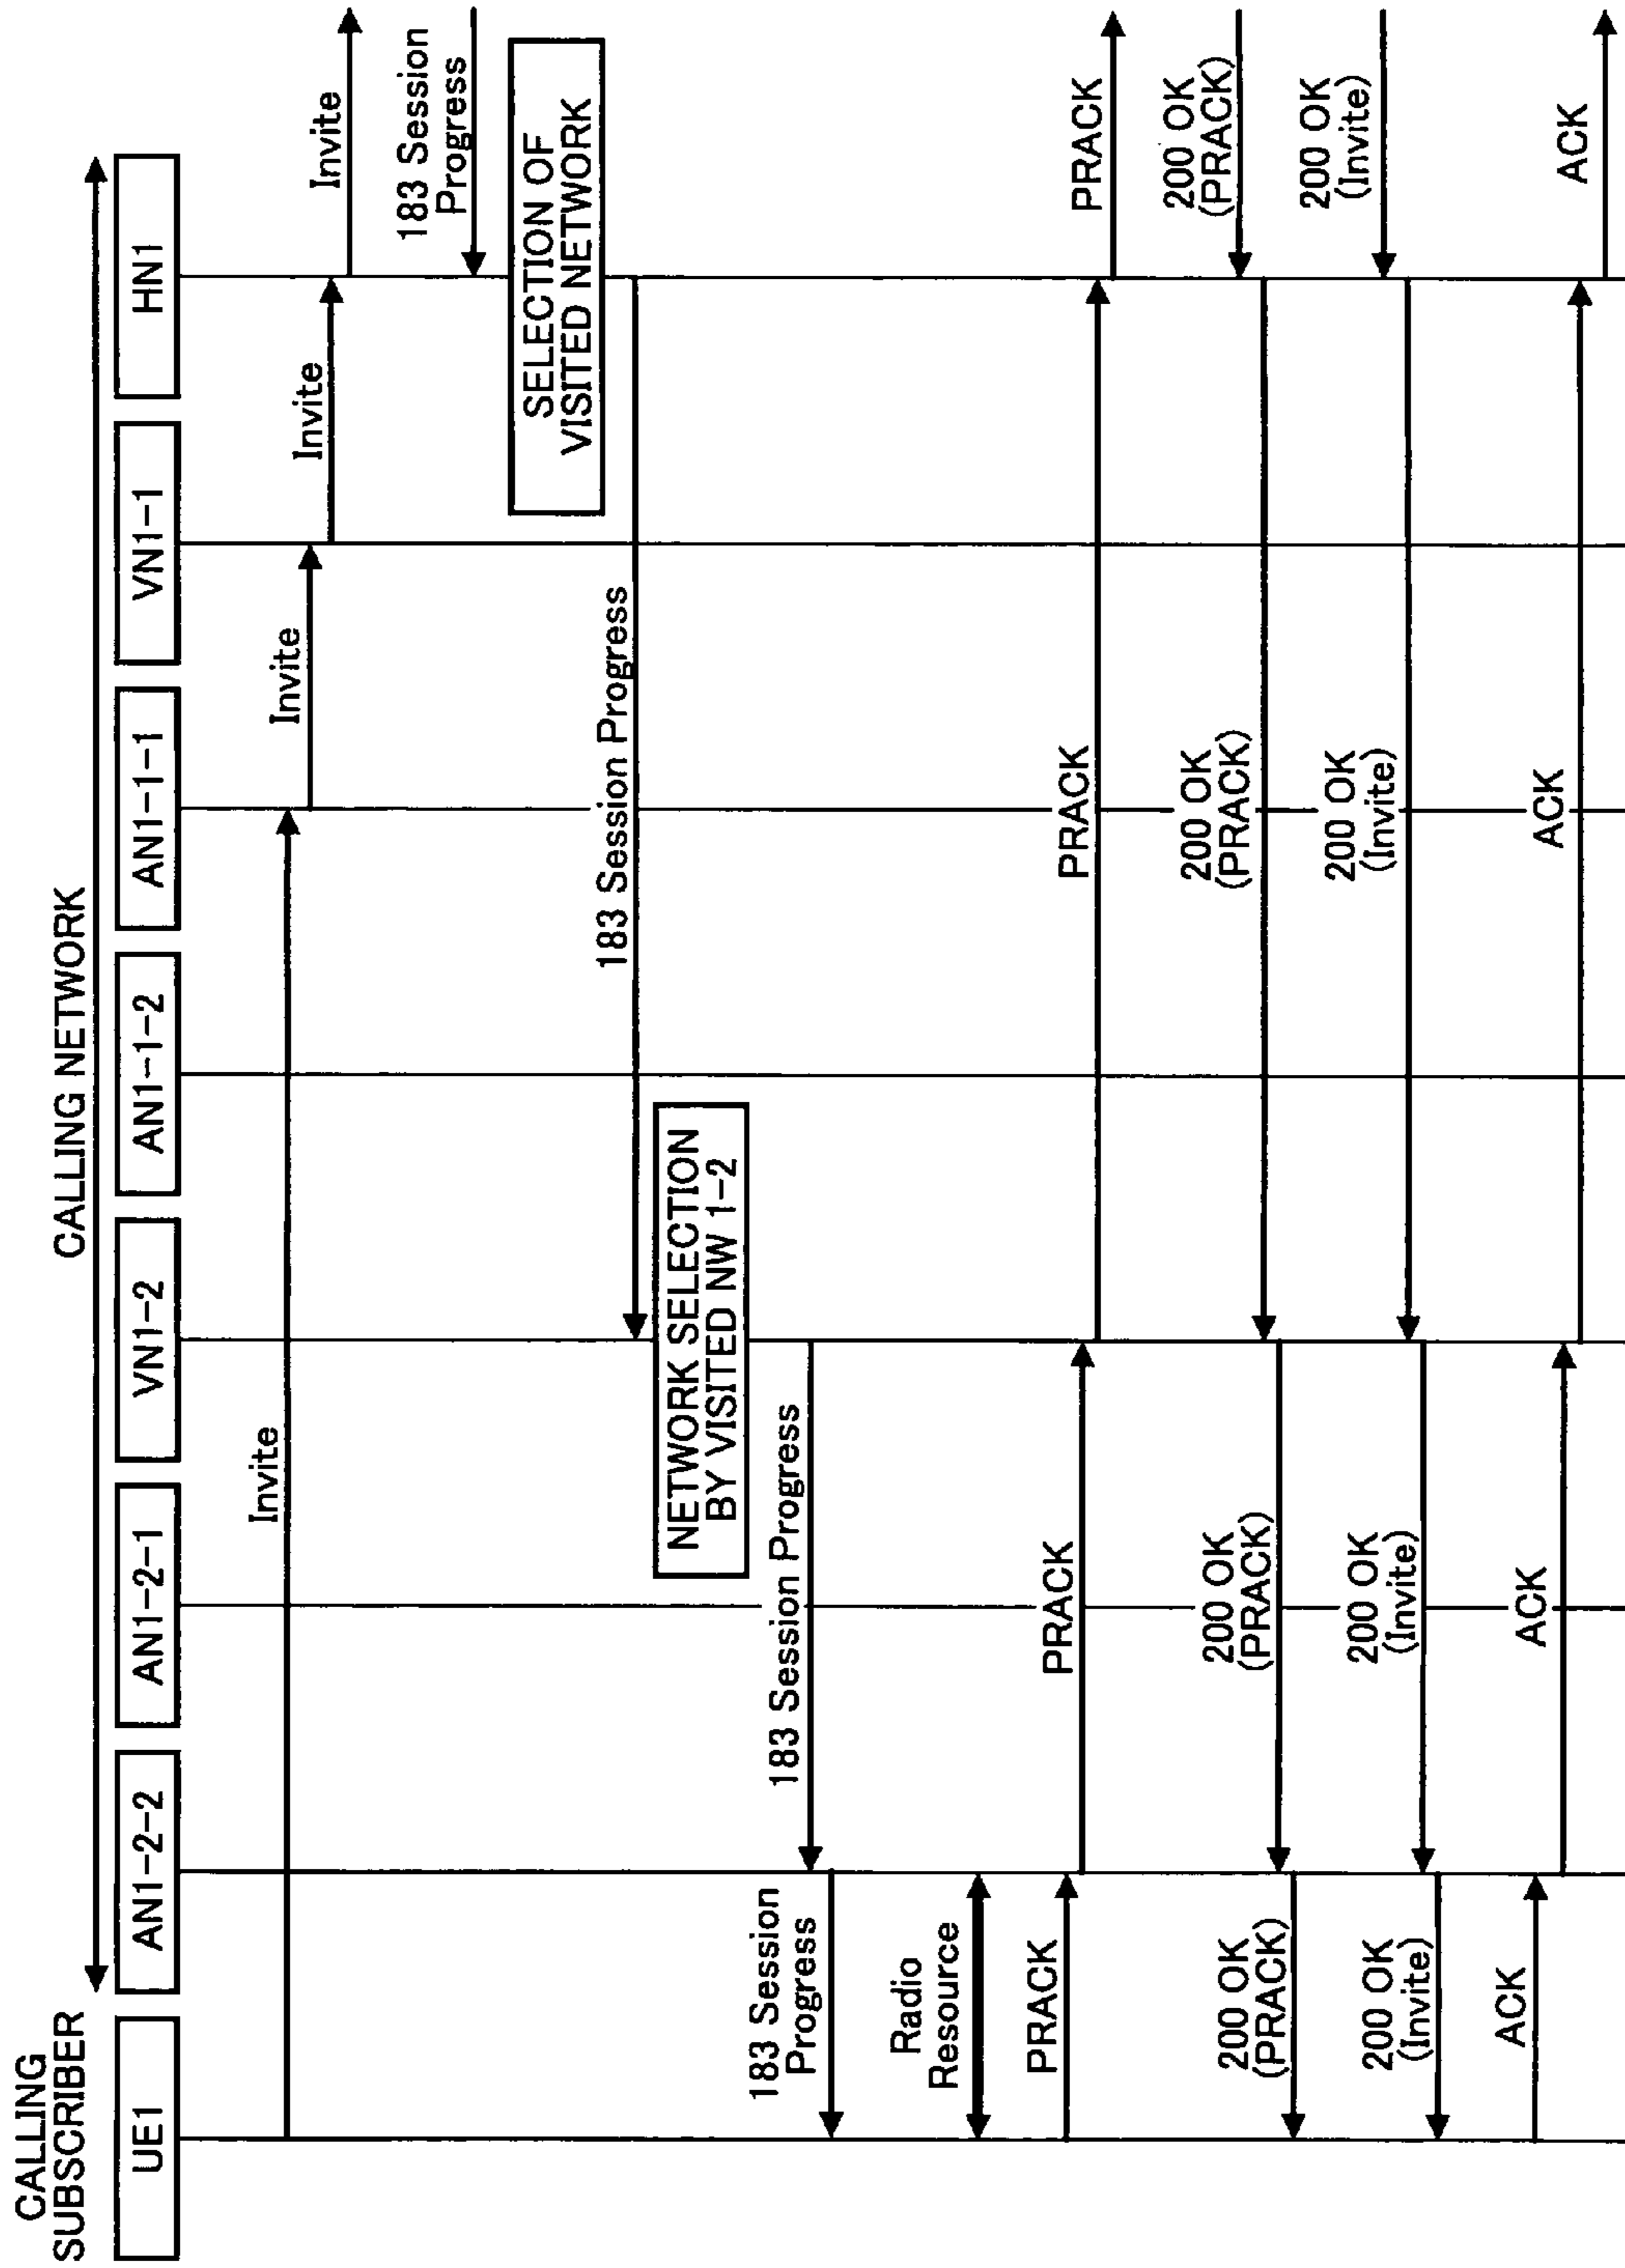 CALLING
SUBSCRIBER
CALLING NETWORK
UE1
AN1-2-2
AN1-2-1
VN1-2
AN1-1-2
AN1-1-1
VN1-1
HN1
Invite
Invite
Invite
Invite
183 Session
Progress
SELECTION OF
VISITED NETWORK
183 Session Progress
NETWORK SELECTION
BY VISITED NW 1-2
183 Session Progress
183 Session
Progress
Radio
Resource
PRACK
PRACK
PRACK
PRACK
200 OK
(PRACK)
200 OK
(PRACK)
200 OK
(PRACK)
200 OK
(PRACK)
200 OK
(Invite)
200 OK
(Invite)
200 OK
(Invite)
200 OK
(Invite)
ACK
ACK
ACK
ACK